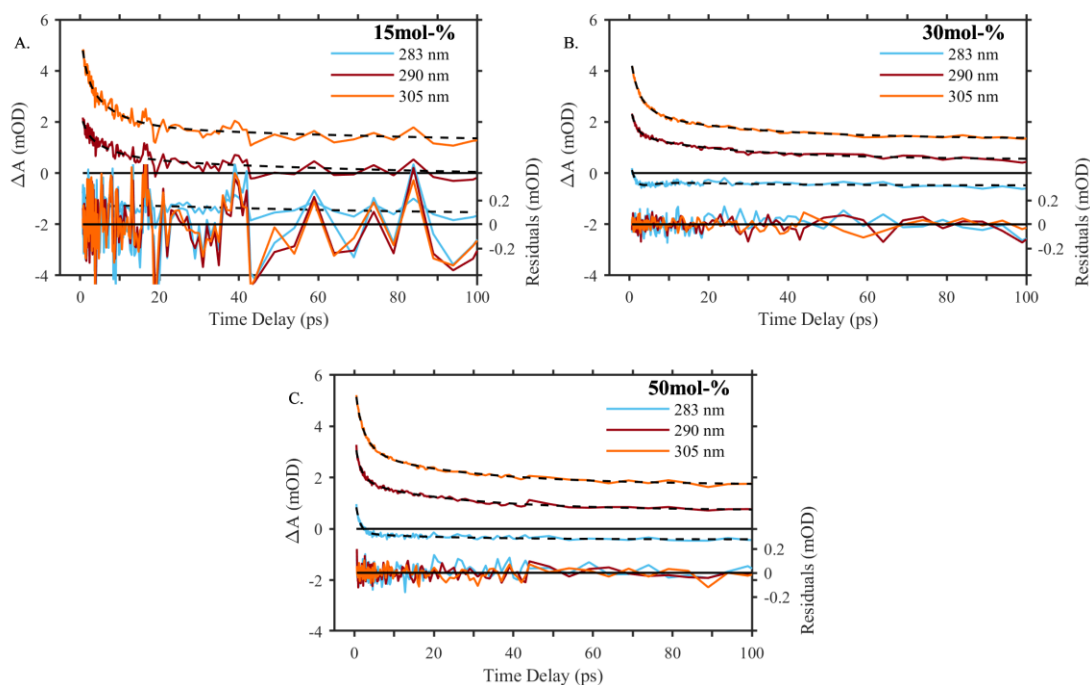 A.
15mol-%
283 nm
290 nm
305 nm
6
4
2
0
-2
-4
ΔA (mOD)
0.2
0
-0.2
Residuals (mOD)
0 20 40 60 80 100
Time Delay (ps)
B.
30mol-%
283 nm
290 nm
305 nm
6
4
2
0
-2
-4
ΔA (mOD)
0.2
0
-0.2
Residuals (mOD)
0 20 40 60 80 100
Time Delay (ps)
C.
50mol-%
283 nm
290 nm
305 nm
6
4
2
0
-2
-4
ΔA (mOD)
0.2
0
-0.2
Residuals (mOD)
0 20 40 60 80 100
Time Delay (ps)